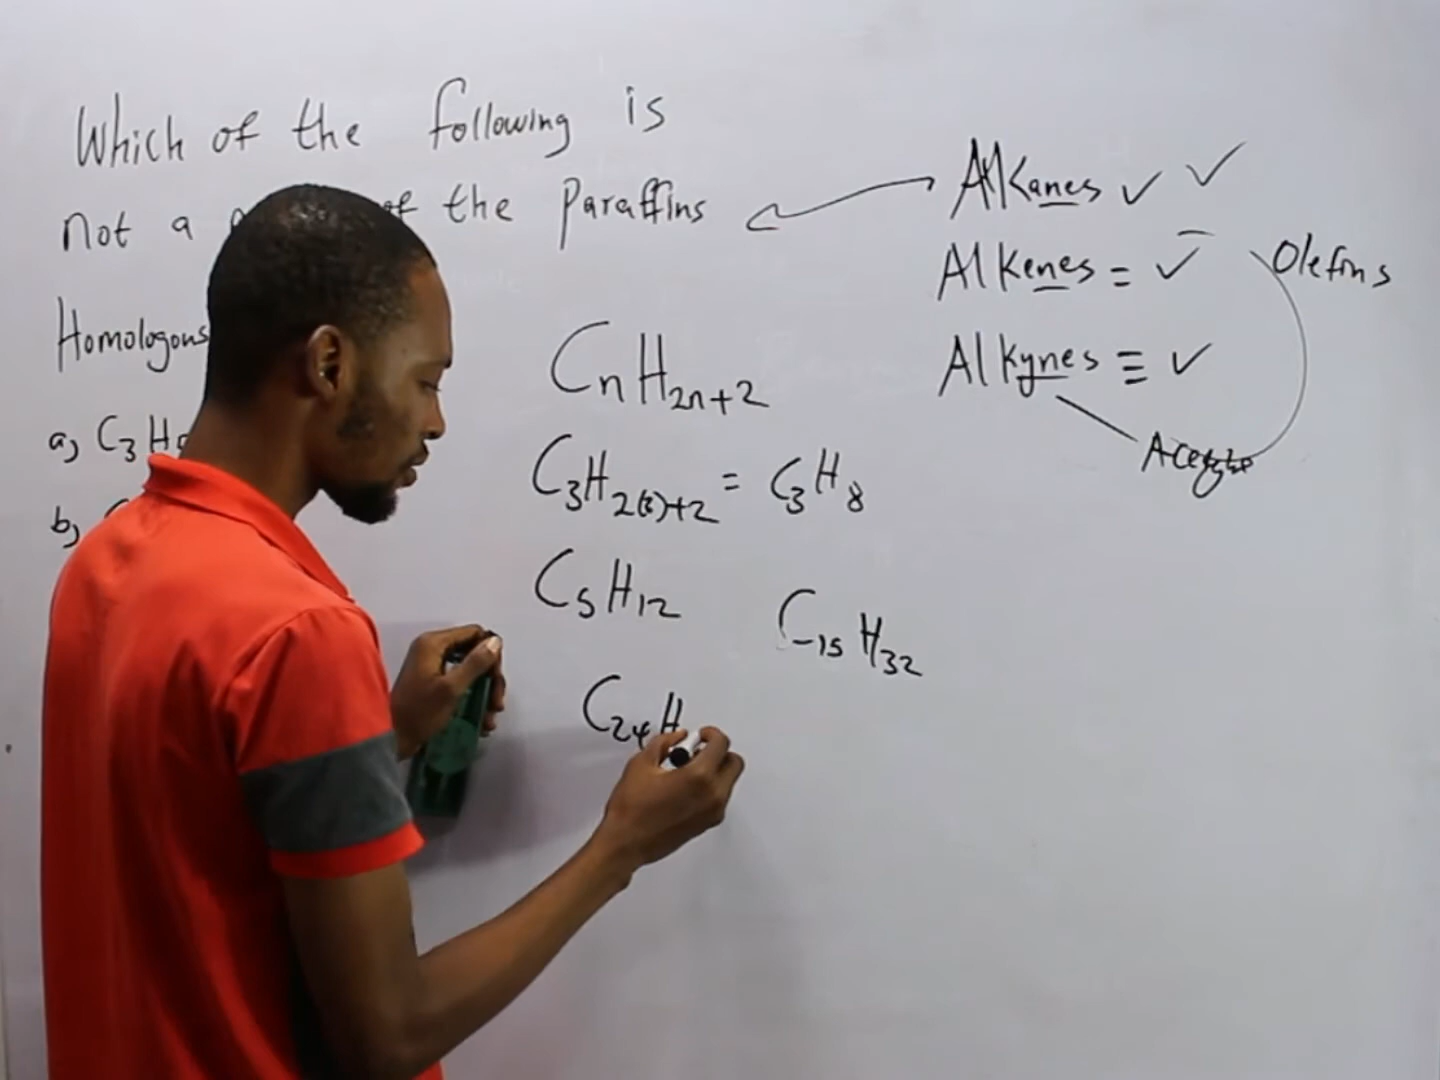 Which of the following is
not a of the Paraffins
Homologous
a, C3H
b, C
CnH2n+2
C3H2(3)+2 = C3H8
C5H12
C15H32
C24H
Alkanes ✓ ✓
Alkenes = ✓
Olefins
Alkynes ≡ ✓